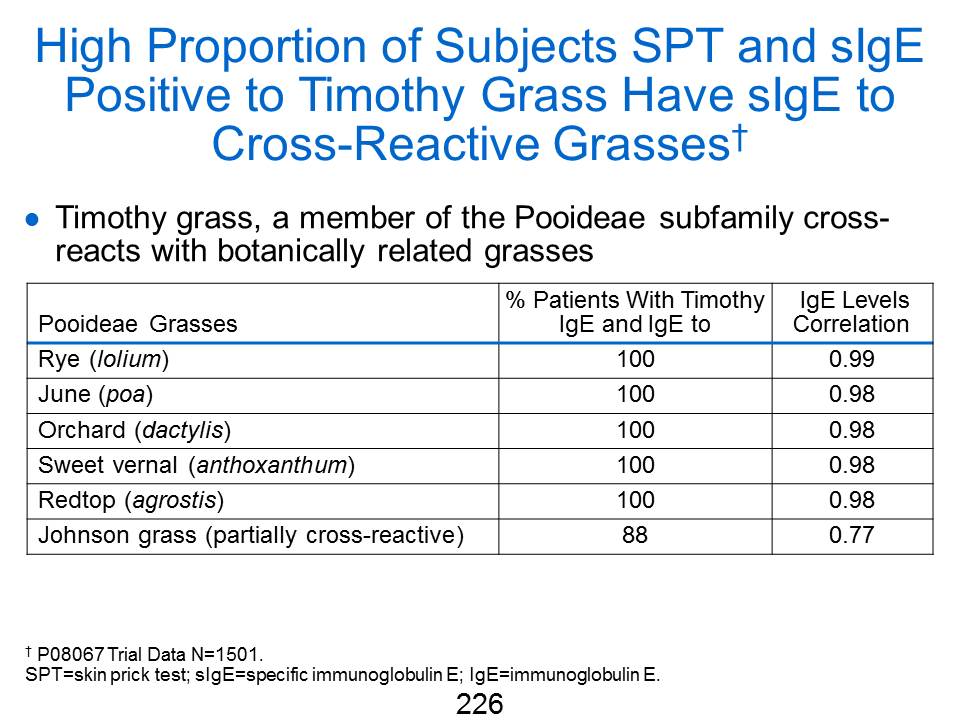 High Proportion of Subjects SPT and sIgE
Positive to Timothy Grass Have sIgE to
Cross-Reactive Grasses†
● Timothy grass, a member of the Pooideae subfamily cross-
reacts with botanically related grasses
Pooideae Grasses % Patients With Timothy IgE and IgE to IgE Levels Correlation
Rye (lolium) 100 0.99
June (poa) 100 0.98
Orchard (dactylis) 100 0.98
Sweet vernal (anthoxanthum) 100 0.98
Redtop (agrostis) 100 0.98
Johnson grass (partially cross-reactive) 88 0.77
† P08067 Trial Data N=1501.
SPT=skin prick test; sIgE=specific immunoglobulin E; IgE=immunoglobulin E.
226